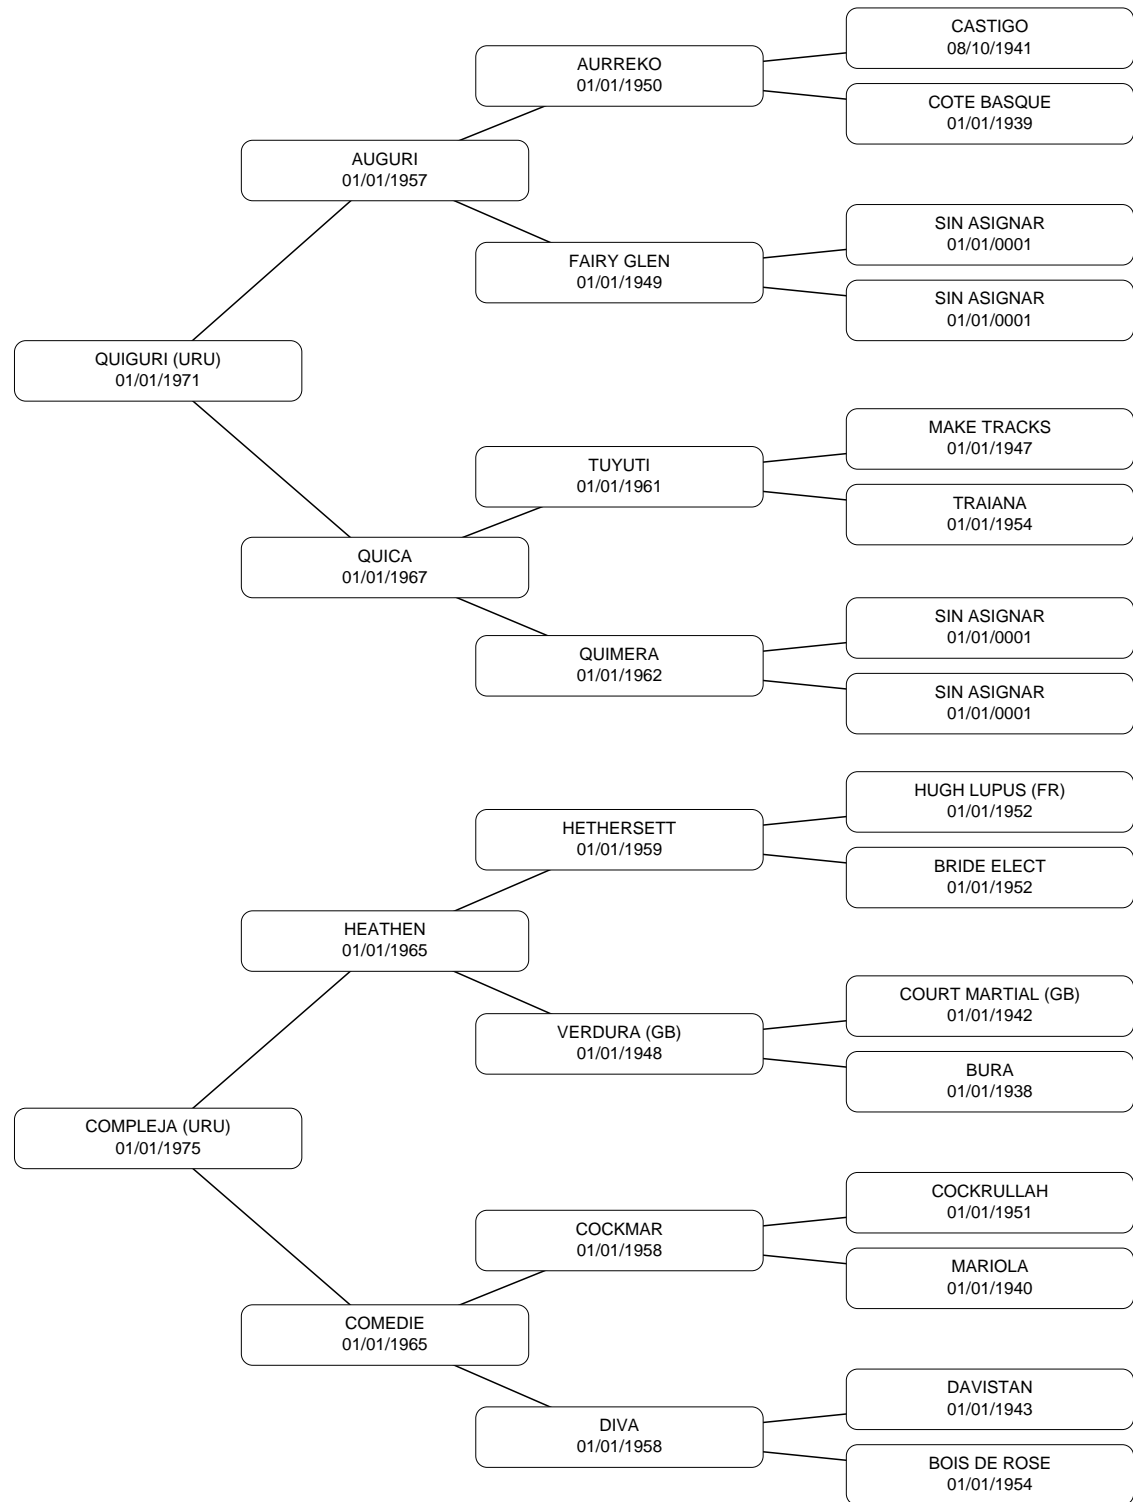 CASTIGO
08/10/1941
AURREKO
01/01/1950
COTE BASQUE
01/01/1939
AUGURI
01/01/1957
SIN ASIGNAR
01/01/0001
FAIRY GLEN
01/01/1949
SIN ASIGNAR
01/01/0001
QUIGURI (URU)
01/01/1971
MAKE TRACKS
01/01/1947
TUYUTI
01/01/1961
TRAIANA
01/01/1954
QUICA
01/01/1967
SIN ASIGNAR
01/01/0001
QUIMERA
01/01/1962
SIN ASIGNAR
01/01/0001
HUGH LUPUS (FR)
01/01/1952
HETHERSETT
01/01/1959
BRIDE ELECT
01/01/1952
HEATHEN
01/01/1965
COURT MARTIAL (GB)
01/01/1942
VERDURA (GB)
01/01/1948
BURA
01/01/1938
COMPLEJA (URU)
01/01/1975
COCKRULLAH
01/01/1951
COCKMAR
01/01/1958
MARIOLA
01/01/1940
COMEDIE
01/01/1965
DAVISTAN
01/01/1943
DIVA
01/01/1958
BOIS DE ROSE
01/01/1954